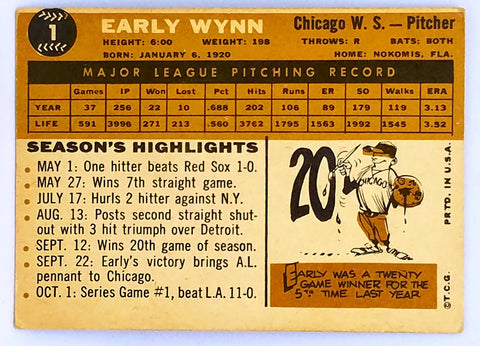 1
EARLY WYNN
Chicago W. S. — Pitcher
HEIGHT: 6:00 WEIGHT: 198 THROWS: R BATS: BOTH
BORN: JANUARY 6, 1920 HOME: NOKOMIS, FLA.
MAJOR LEAGUE PITCHING RECORD
Games IP Won Lost Pct Hits Runs ER SO Walks ERA
YEAR 37 256 22 10 .688 202 106 89 179 119 3.13
LIFE 591 3996 271 213 .560 3762 1795 1563 1992 1565 3.52
SEASON'S HIGHLIGHTS
• MAY 1: One hitter beats Red Sox 1-0.
• MAY 27: Wins 7th straight game.
• JULY 17: Hurls 2 hitter against N.Y.
• AUG. 13: Posts second straight shut-
out with 3 hit triumph over Detroit.
• SEPT. 12: Wins 20th game of season.
• SEPT. 22: Early's victory brings A.L.
pennant to Chicago.
• OCT. 1: Series Game #1, beat L.A. 11-0.
20
CHICAGO
EARLY WAS A TWENTY
GAME WINNER FOR THE
5TH TIME LAST YEAR
©T.C.G. PRTD. IN U.S.A.